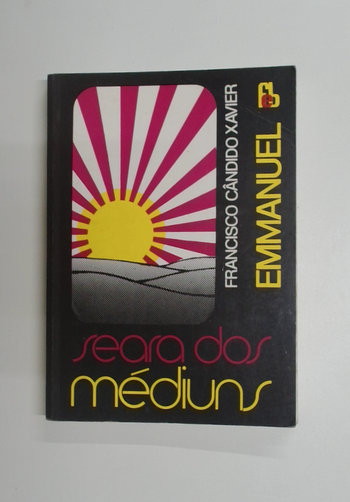 FRANCISCO CÂNDIDO XAVIER
EMMANUEL
seara dos
médiuns